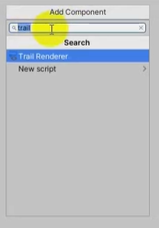 Add Component
trail
Search
Trail Renderer
New script